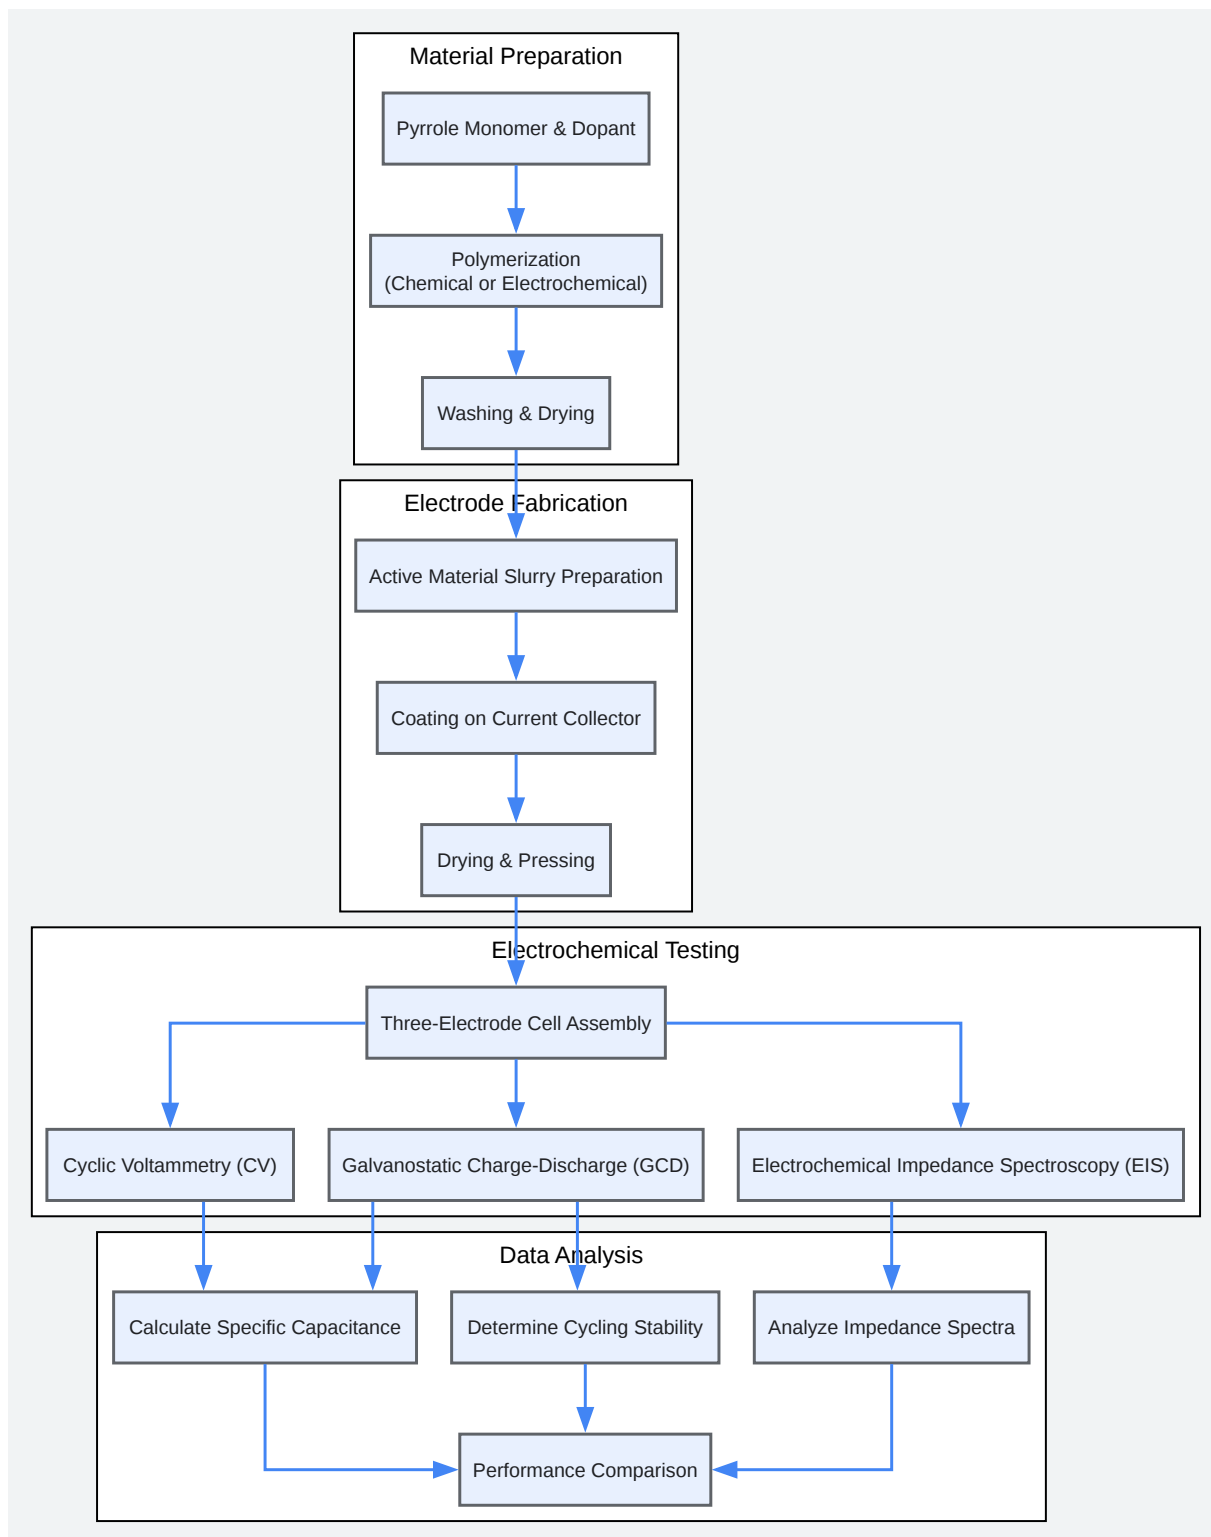 Material Preparation
Pyrrole Monomer & Dopant
Polymerization
(Chemical or Electrochemical)
Washing & Drying
Electrode Fabrication
Active Material Slurry Preparation
Coating on Current Collector
Drying & Pressing
Electrochemical Testing
Three-Electrode Cell Assembly
Cyclic Voltammetry (CV)
Galvanostatic Charge-Discharge (GCD)
Electrochemical Impedance Spectroscopy (EIS)
Data Analysis
Calculate Specific Capacitance
Determine Cycling Stability
Analyze Impedance Spectra
Performance Comparison